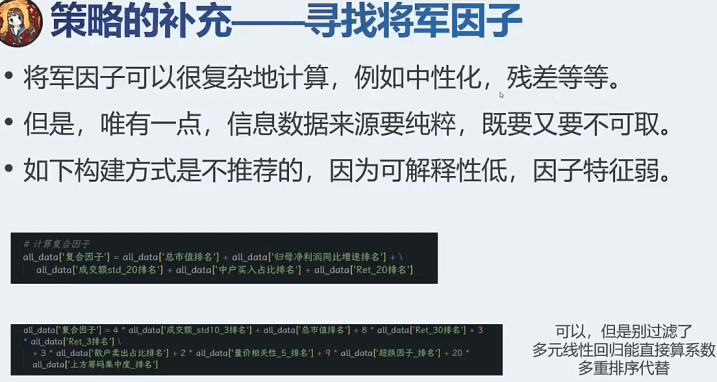 策略的补充——寻找将军因子
• 将军因子可以很复杂地计算，例如中性化，残差等等。
• 但是，唯有一点，信息数据来源要纯粹，既要又要不可取。
• 如下构建方式是不推荐的，因为可解释性低，因子特征弱。
# 计算复合因子
all_data['复合因子'] = all_data['总市值排名'] + all_data['归母净利润同比增速排名'] + \
all_data['成交额std_20排名'] + all_data['中户买入占比排名'] + all_data['Ret_20排名']
all_data['复合因子'] = 4 * all_data['成交额_std10_3排名'] + all_data['总市值排名'] + 8 * all_data['Ret_30排名'] + 3
* all_data['Ret_3排名'] \
+ 3 * all_data['散户卖出占比排名'] + 2 * all_data['量价相关性_5_排名'] + 9 * all_data['超跌因子_排名'] + 20 *
all_data['上方筹码集中度_排名']
可以，但是别过滤了
多元线性回归能直接算系数
多重排序代替